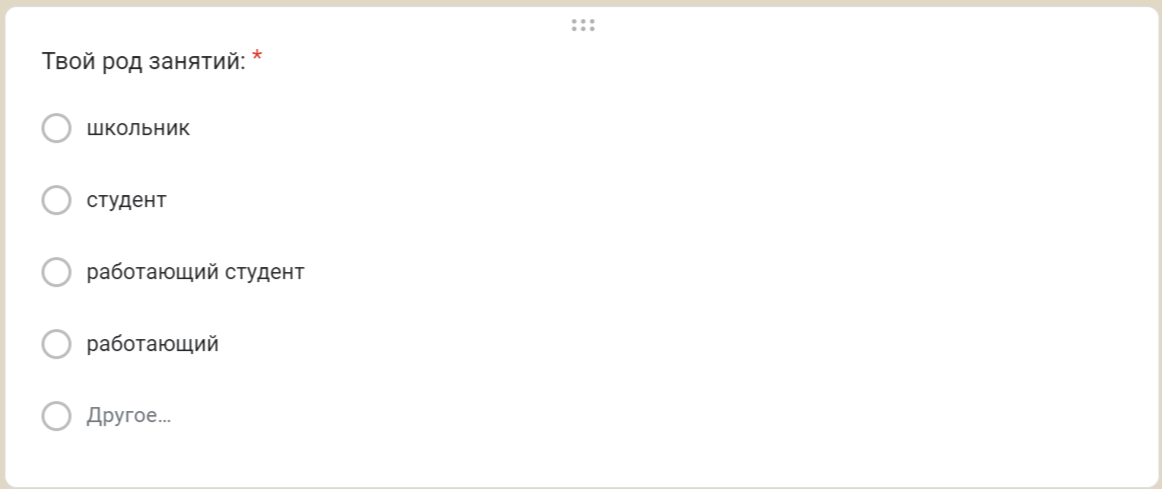 Твой род занятий: *
школьник
студент
работающий студент
работающий
Другое...